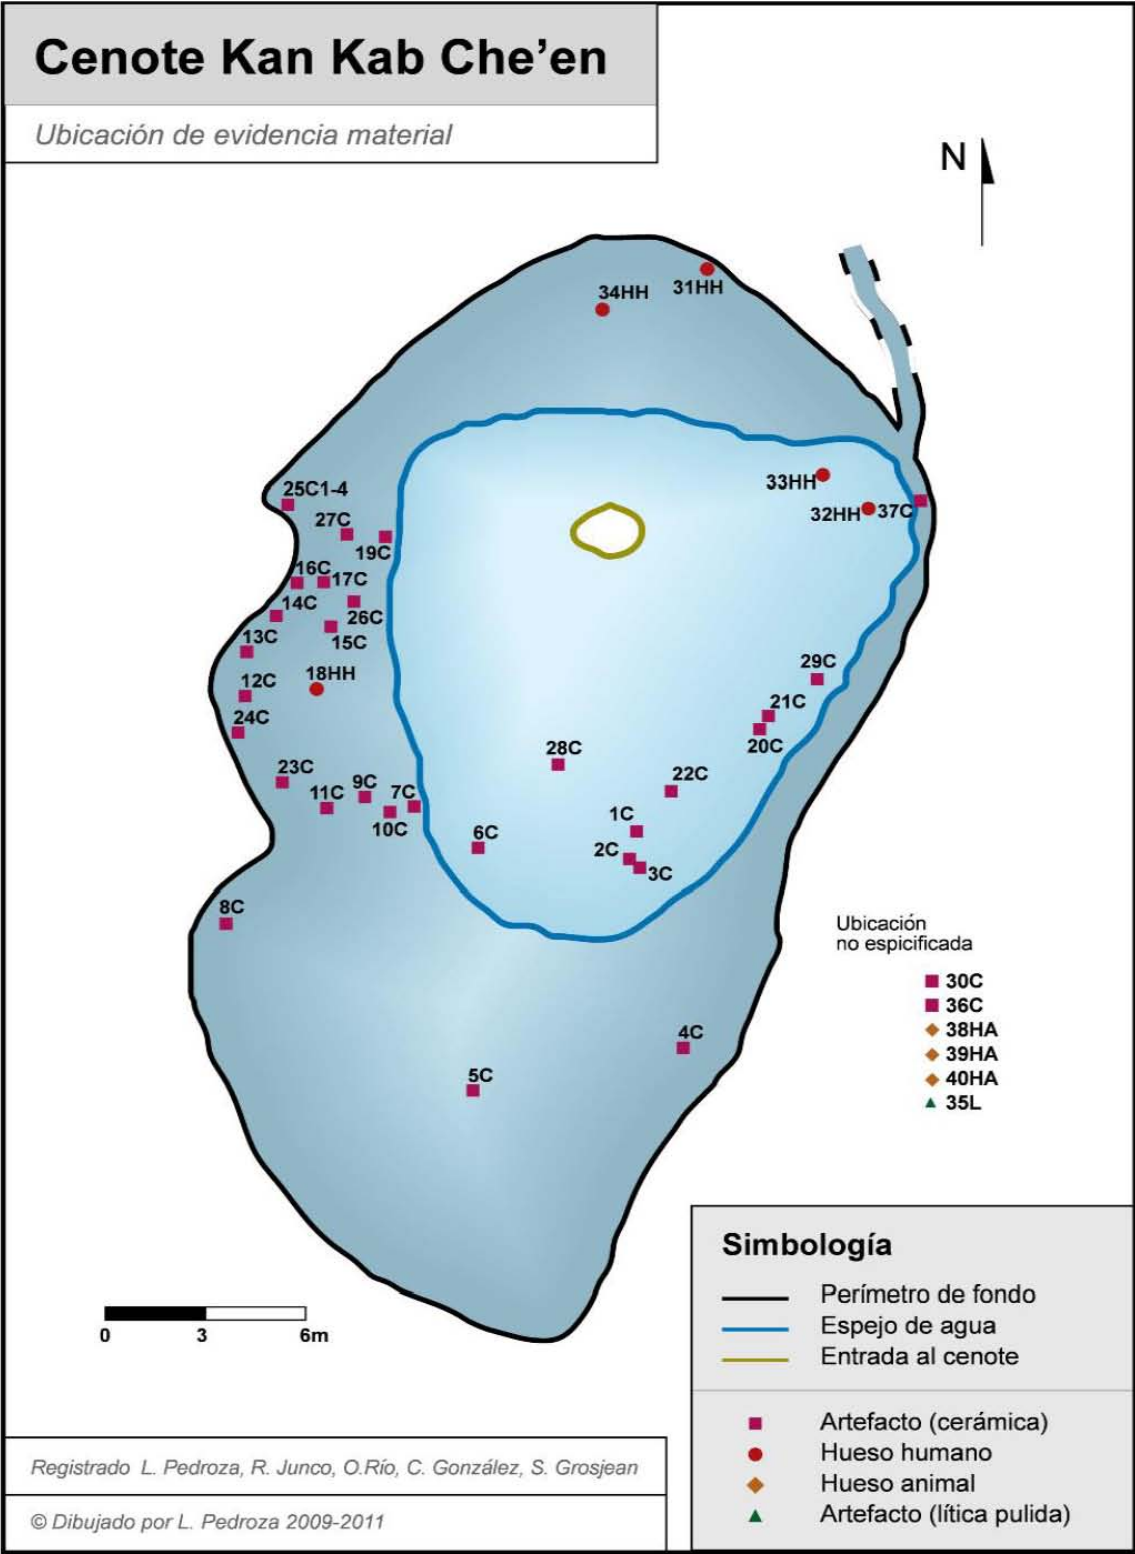 Cenote Kan Kab Che’en
Ubicación de evidencia material
N
31HH
34HH
33HH
32HH
37C
25C1-4
27C
19C
16C
17C
14C
26C
15C
13C
18HH
12C
24C
29C
21C
20C
28C
22C
23C
11C
9C
7C
10C
1C
6C
2C
3C
8C
4C
5C
Ubicación
no espicificada
30C
36C
38HA
39HA
40HA
35L
0 3 6m
Simbología
Perímetro de fondo
Espejo de agua
Entrada al cenote
Artefacto (cerámica)
Hueso humano
Hueso animal
Artefacto (lítica pulida)
Registrado L. Pedroza, R. Junco, O.Río, C. González, S. Grosjean
© Dibujado por L. Pedroza 2009-2011